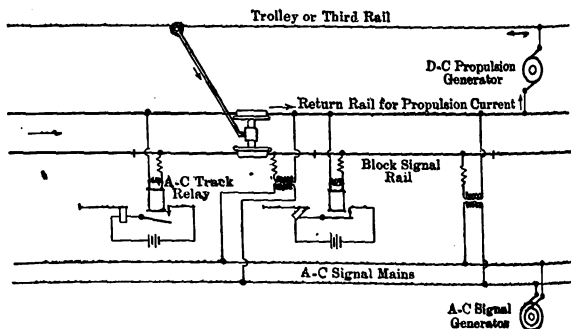 Trolley or Third Rail
D-C Propulsion
Generator
Return Rail for Propulsion Current
Block Signal
Rail
A-C Track
Relay
A-C Signal Mains
A-C Signal
Generator